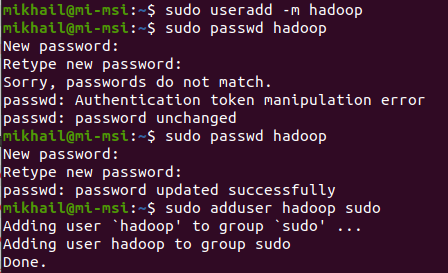 mikhail@mi-msi:~$ sudo useradd -m hadoop
mikhail@mi-msi:~$ sudo passwd hadoop
New password:
Retype new password:
Sorry, passwords do not match.
passwd: Authentication token manipulation error
passwd: password unchanged
mikhail@mi-msi:~$ sudo passwd hadoop
New password:
Retype new password:
passwd: password updated successfully
mikhail@mi-msi:~$ sudo adduser hadoop sudo
Adding user `hadoop' to group `sudo' ...
Adding user hadoop to group sudo
Done.